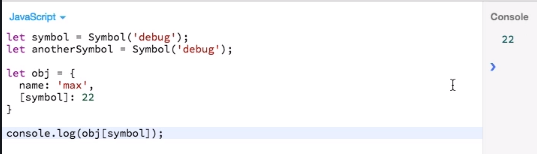 JavaScript
Console
let symbol = Symbol('debug');
let anotherSymbol = Symbol('debug');
22
let obj = {
name: 'max',
[symbol]: 22
}
console.log(obj[symbol]);